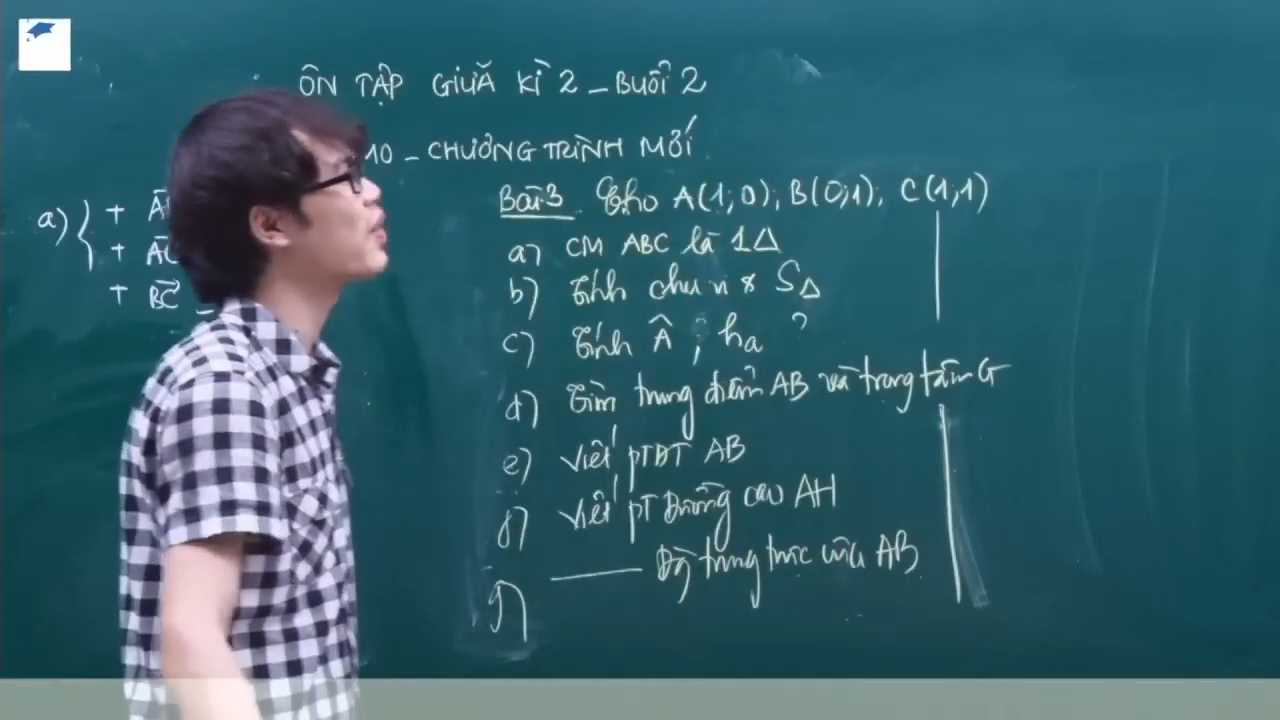 ÔN TẬP GIỮA KÌ 2 - BUỔI 2
10 - CHƯƠNG TRÌNH MỚI
a) { + A
+ AC
+ BC
Bài 3 Cho A(1;0), B(0;1), C(1,1)
a) CM ABC là 1Δ
b) Tính chu vi & SΔ
c) Tính Â ; ha ?
d) Tìm trung điểm AB và trọng tâm G
e) Viết PTĐT AB
f) Viết PT Đường cao AH
g) ——— Đg trung trực của AB